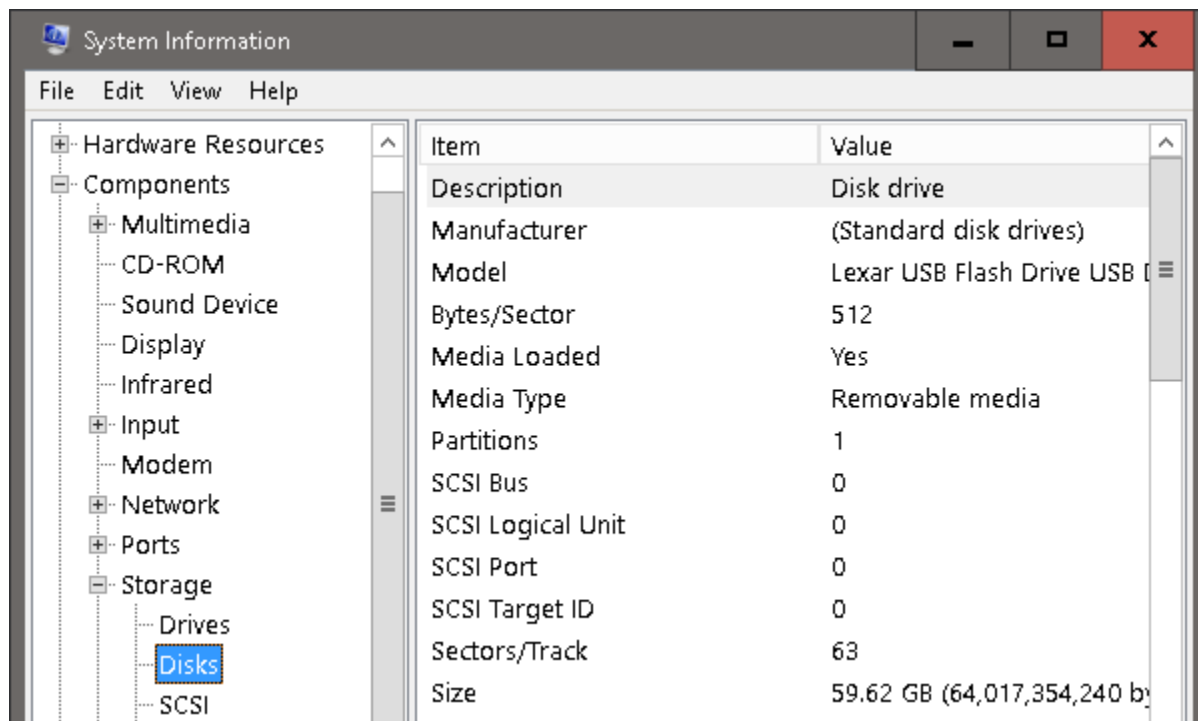 System Information
File Edit View Help
Hardware Resources
Components
Multimedia
CD-ROM
Sound Device
Display
Infrared
Input
Modem
Network
Ports
Storage
Drives
Disks
SCSI
Item Value
Description Disk drive
Manufacturer (Standard disk drives)
Model Lexar USB Flash Drive USB
Bytes/Sector 512
Media Loaded Yes
Media Type Removable media
Partitions 1
SCSI Bus 0
SCSI Logical Unit 0
SCSI Port 0
SCSI Target ID 0
Sectors/Track 63
Size 59.62 GB (64,017,354,240 by